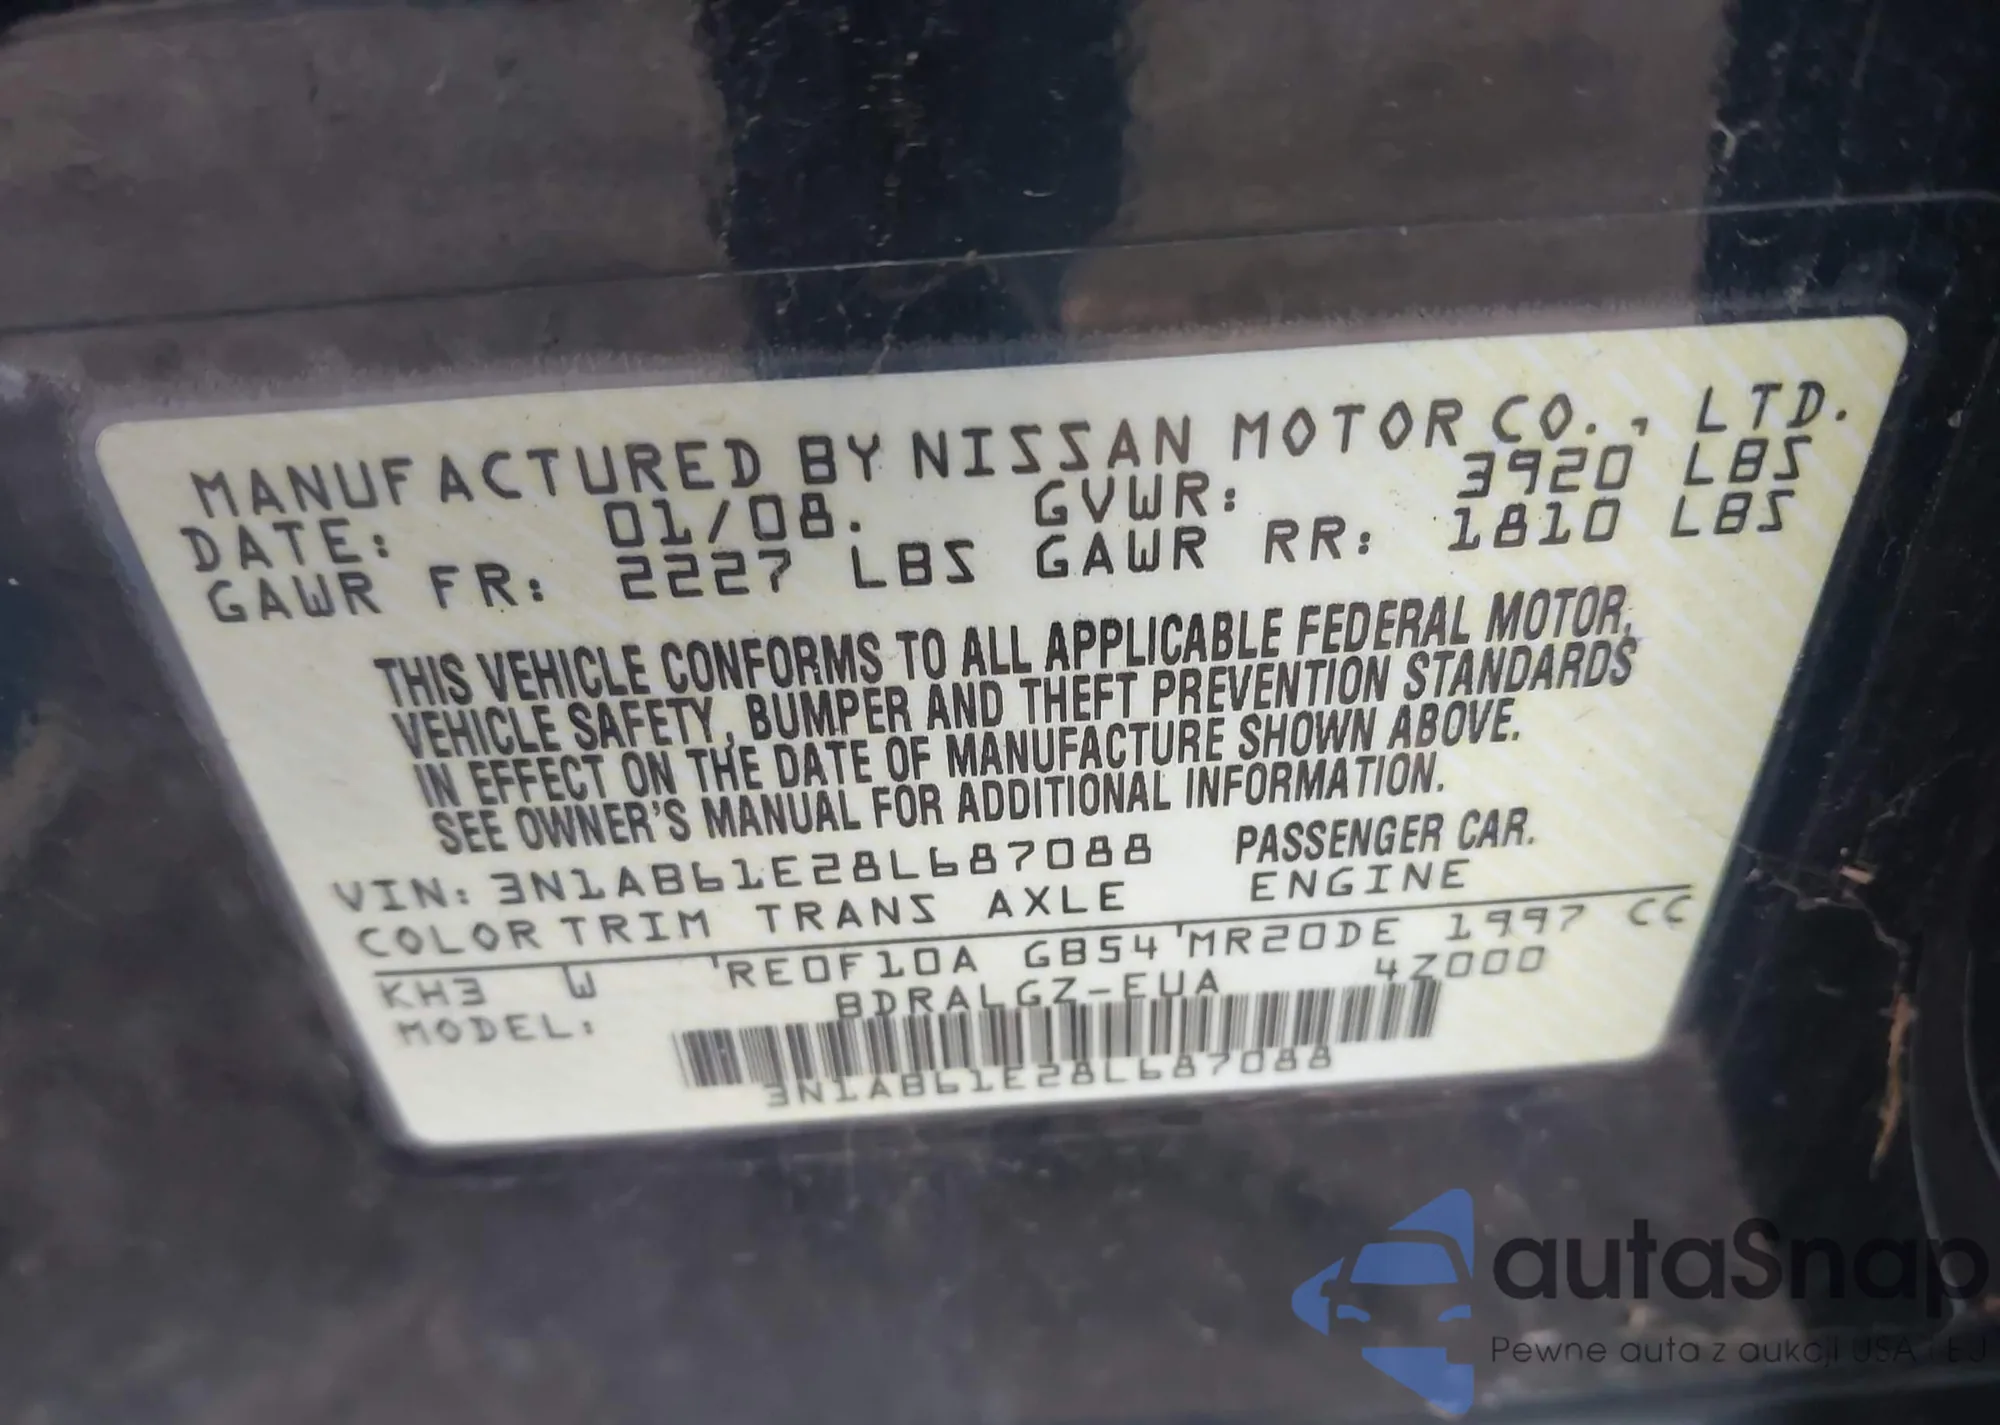 MANUFACTURED BY NISSAN MOTOR CO., LTD.
DATE: 01/08. GVWR: 3920 LBS
GAWR FR: 2227 LBS GAWR RR: 1810 LBS
THIS VEHICLE CONFORMS TO ALL APPLICABLE FEDERAL MOTOR,
VEHICLE SAFETY, BUMPER AND THEFT PREVENTION STANDARDS
IN EFFECT ON THE DATE OF MANUFACTURE SHOWN ABOVE.
SEE OWNER'S MANUAL FOR ADDITIONAL INFORMATION.
VIN: 3N1AB61E28L687088 PASSENGER CAR.
COLOR TRIM TRANS AXLE ENGINE
KH3 W RE0F10A GB54 MR20DE 1997 CC
MODEL: BDRALGZ-EUA 4Z000
3N1AB61E28L687088
autaSnap
Pewne auta z aukcji USA EU